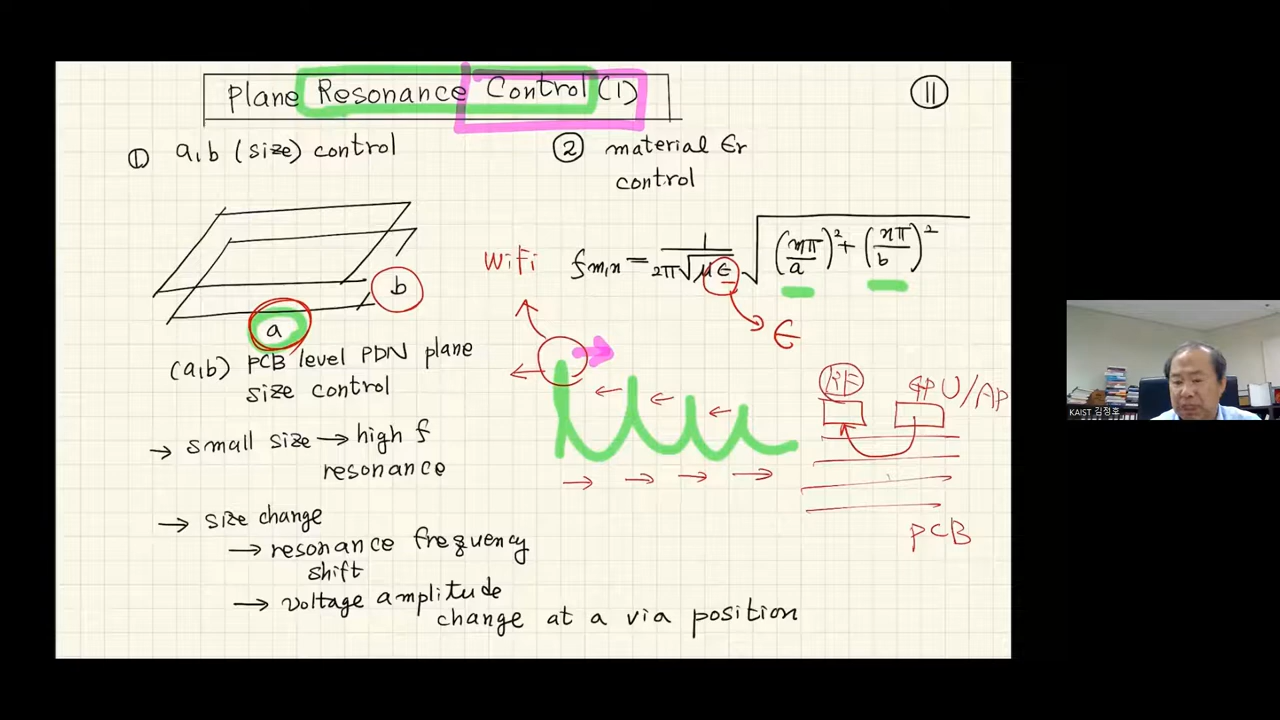 Plane Resonance Control (1)
11
① a,b (size) control
② material εr
control
b
a
(a,b) PCB level PDN plane
size control
→ small size → high f
resonance
→ size change
→ resonance frequency
shift
→ voltage amplitude
change at a via position
WiFi
fm,n = 1/2π√με √(mπ/a)² + (nπ/b)²
ε
RF
GPU/AP
PCB
KAIST 김정호